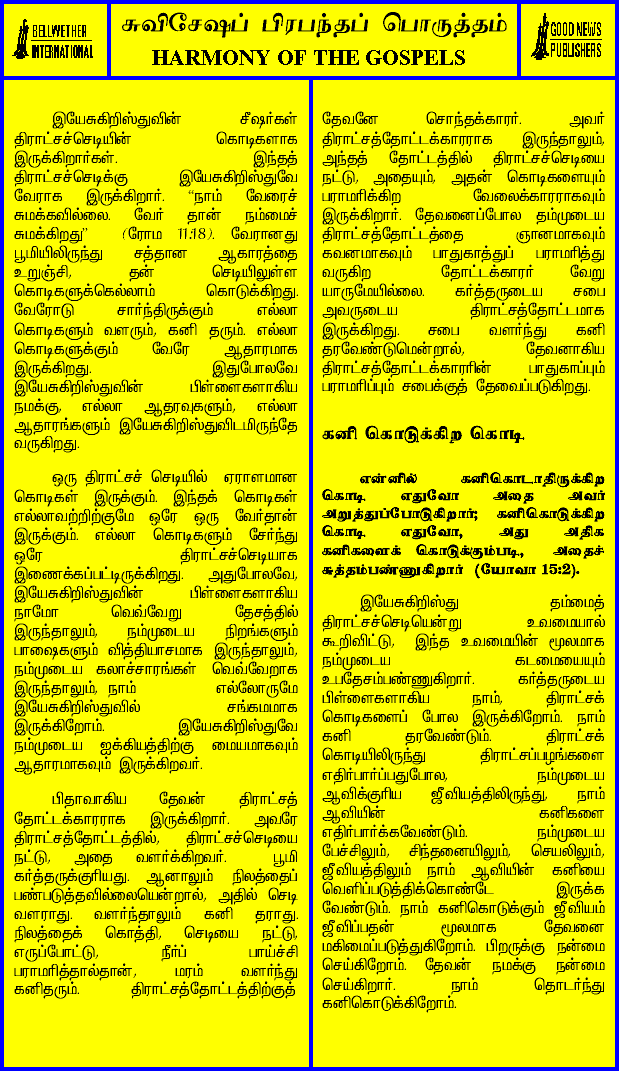 BELLWETHER
INTERNATIONAL
சுவிசேஷப் பிரபந்தப் பொருத்தம்
HARMONY OF THE GOSPELS
GOOD NEWS
PUBLISHERS
இயேசுகிறிஸ்துவின் சீஷர்கள்
திராட்சச்செடியின் கொடிகளாக
இருக்கிறார்கள். இந்தத்
திராட்சச்செடிக்கு இயேசுகிறிஸ்துவே
வேராக இருக்கிறார். “நாம் வேரைச்
சுமக்கவில்லை. வேர் தான் நம்மைச்
சுமக்கிறது” (ரோம 11:18). வேரானது
பூமியிலிருந்து சத்தான ஆகாரத்தை
உறுஞ்சி, தன் செடியிலுள்ள
கொடிகளுக்கெல்லாம் கொடுக்கிறது.
வேரோடு சார்ந்திருக்கும் எல்லா
கொடிகளும் வளரும், கனி தரும். எல்லா
கொடிகளுக்கும் வேரே ஆதாரமாக
இருக்கிறது. இதுபோலவே
இயேசுகிறிஸ்துவின் பிள்ளைகளாகிய
நமக்கு, எல்லா ஆதரவுகளும், எல்லா
ஆதாரங்களும் இயேசுகிறிஸ்துவிடமிருந்தே
வருகிறது.
ஒரு திராட்சச் செடியில் ஏராளமான
கொடிகள் இருக்கும். இந்தக் கொடிகள்
எல்லாவற்றிற்குமே ஒரே ஒரு வேர்தான்
இருக்கும். எல்லா கொடிகளும் சேர்ந்து
ஒரே திராட்சச்செடியாக
இணைக்கப்பட்டிருக்கிறது. அதுபோலவே,
இயேசுகிறிஸ்துவின் பிள்ளைகளாகிய
நாமோ வெவ்வேறு தேசத்தில்
இருந்தாலும், நம்முடைய நிறங்களும்
பாஷைகளும் வித்தியாசமாக இருந்தாலும்,
நம்முடைய கலாச்சாரங்கள் வெவ்வேறாக
இருந்தாலும், நாம் எல்லோருமே
இயேசுகிறிஸ்துவில் சங்கமமாக
இருக்கிறோம். இயேசுகிறிஸ்துவே
நம்முடைய ஐக்கியத்திற்கு மையமாகவும்
ஆதாரமாகவும் இருக்கிறவர்.
பிதாவாகிய தேவன் திராட்சத்
தோட்டக்காரராக இருக்கிறார். அவரே
திராட்சத்தோட்டத்தில், திராட்சச்செடியை
நட்டு, அதை வளர்க்கிறவர். பூமி
கர்த்தருக்குரியது. ஆனாலும் நிலத்தைப்
பண்படுத்தவில்லையென்றால், அதில் செடி
வளராது. வளர்ந்தாலும் கனி தராது.
நிலத்தைக் கொத்தி, செடியை நட்டு,
எருப்போட்டு, நீர்ப் பாய்ச்சி
பராமரித்தால்தான், மரம் வளர்ந்து
கனிதரும். திராட்சத்தோட்டத்திற்குத்
தேவனே சொந்தக்காரர். அவர்
திராட்சத்தோட்டக்காரராக இருந்தாலும்,
அந்தத் தோட்டத்தில் திராட்சச்செடியை
நட்டு, அதையும், அதன் கொடிகளையும்
பராமரிக்கிற வேலைக்காரராகவும்
இருக்கிறார். தேவனைப்போல தம்முடைய
திராட்சத்தோட்டத்தை ஞானமாகவும்
கவனமாகவும் பாதுகாத்துப் பராமரித்து
வருகிற தோட்டக்காரர் வேறு
யாருமேயில்லை. கர்த்தருடைய சபை
அவருடைய திராட்சத்தோட்டமாக
இருக்கிறது. சபை வளர்ந்து கனி
தரவேண்டுமென்றால், தேவனாகிய
திராட்சத்தோட்டக்காரரின் பாதுகாப்பும்
பராமரிப்பும் சபைக்குத் தேவைப்படுகிறது.
கனி கொடுக்கிற கொடி.
என்னில் கனிகொடாதிருக்கிற
கொடி எதுவோ அதை அவர்
அறுத்துப்போடுகிறார்; கனிகொடுக்கிற
கொடி எதுவோ, அது அதிக
கனிகளைக் கொடுக்கும்படி, அதைச்
சுத்தம்பண்ணுகிறார் (யோவா 15:2).
இயேசுகிறிஸ்து தம்மைத்
திராட்சச்செடியென்று உவமையால்
கூறிவிட்டு, இந்த உவமையின் மூலமாக
நம்முடைய கடமையையும்
உபதேசம்பண்ணுகிறார். கர்த்தருடைய
பிள்ளைகளாகிய நாம், திராட்சக்
கொடிகளைப் போல இருக்கிறோம். நாம்
கனி தரவேண்டும். திராட்சக்
கொடியிலிருந்து திராட்சப்பழங்களை
எதிர்பார்ப்பதுபோல, நம்முடைய
ஆவிக்குரிய ஜீவியத்திலிருந்து, நாம்
ஆவியின் கனிகளை
எதிர்பார்க்கவேண்டும். நம்முடைய
பேச்சிலும், சிந்தனையிலும், செயலிலும்,
ஜீவியத்திலும் நாம் ஆவியின் கனியை
வெளிப்படுத்திக்கொண்டே இருக்க
வேண்டும். நாம் கனிகொடுக்கும் ஜீவியம்
ஜீவிப்பதன் மூலமாக தேவனை
மகிமைப்படுத்துகிறோம். பிறருக்கு நன்மை
செய்கிறோம். தேவன் நமக்கு நன்மை
செய்கிறார். நாம் தொடர்ந்து
கனிகொடுக்கிறோம்.